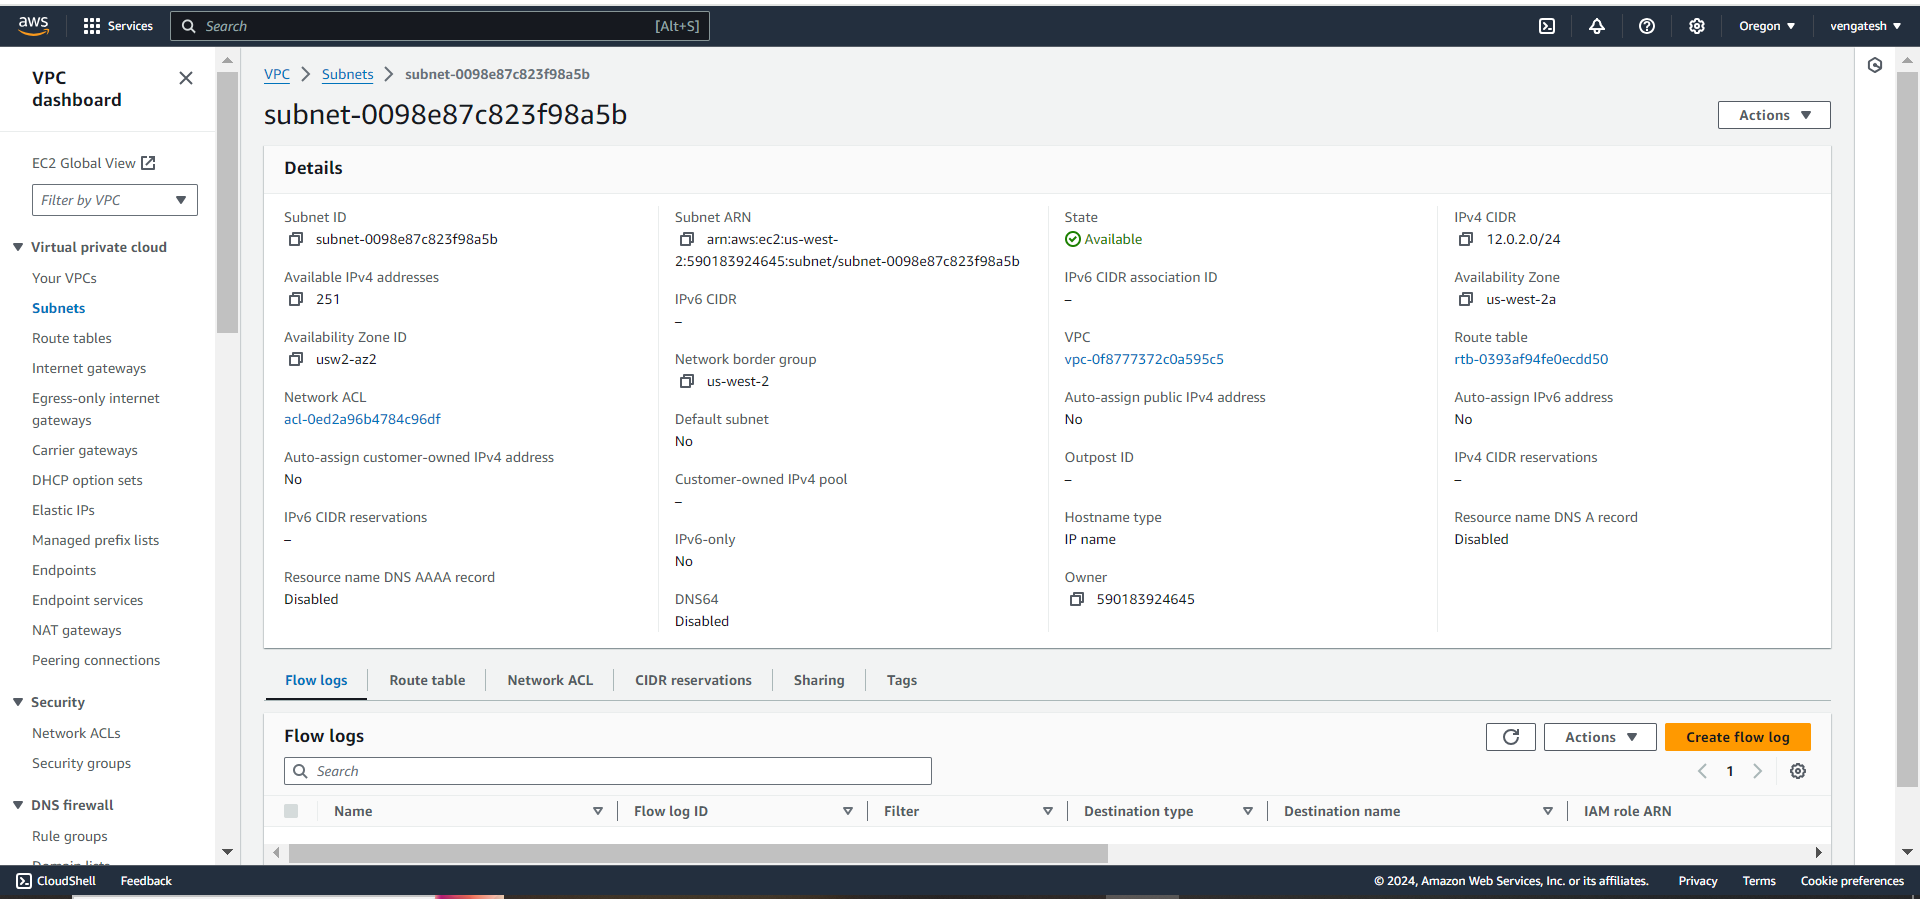 aws
Services
Search
[Alt+S]
Oregon
vengatesh
VPC
dashboard
EC2 Global View
Filter by VPC
Virtual private cloud
Your VPCs
Subnets
Route tables
Internet gateways
Egress-only internet
gateways
Carrier gateways
DHCP option sets
Elastic IPs
Managed prefix lists
Endpoints
Endpoint services
NAT gateways
Peering connections
Security
Network ACLs
Security groups
DNS firewall
Rule groups
Domain lists
VPC
Subnets
subnet-0098e87c823f98a5b
subnet-0098e87c823f98a5b
Actions
Details
Subnet ID
subnet-0098e87c823f98a5b
Available IPv4 addresses
251
Availability Zone ID
usw2-az2
Network ACL
acl-0ed2a96b4784c96df
Auto-assign customer-owned IPv4 address
No
IPv6 CIDR reservations
–
Resource name DNS AAAA record
Disabled
Subnet ARN
arn:aws:ec2:us-west-
2:590183924645:subnet/subnet-0098e87c823f98a5b
IPv6 CIDR
–
Network border group
us-west-2
Default subnet
No
Customer-owned IPv4 pool
–
IPv6-only
No
DNS64
Disabled
State
Available
IPv6 CIDR association ID
–
VPC
vpc-0f8777372c0a595c5
Auto-assign public IPv4 address
No
Outpost ID
–
Hostname type
IP name
Owner
590183924645
IPv4 CIDR
12.0.2.0/24
Availability Zone
us-west-2a
Route table
rtb-0393af94fe0ecdd50
Auto-assign IPv6 address
No
IPv4 CIDR reservations
–
Resource name DNS A record
Disabled
Flow logs
Route table
Network ACL
CIDR reservations
Sharing
Tags
Flow logs
Actions
Create flow log
Search
1
Name
Flow log ID
Filter
Destination type
Destination name
IAM role ARN
CloudShell
Feedback
© 2024, Amazon Web Services, Inc. or its affiliates.
Privacy
Terms
Cookie preferences